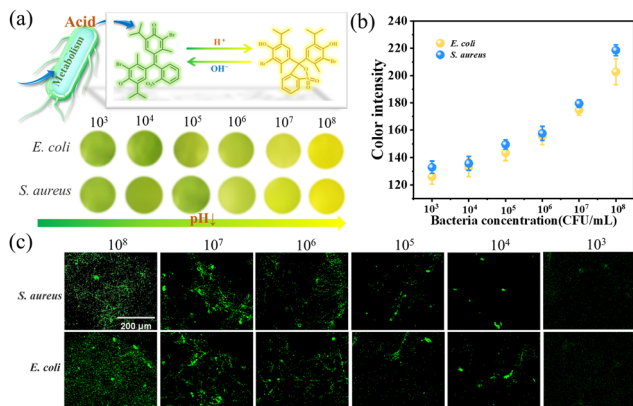 (a)
Acid
Metabolism
H⁺
OH⁻
10³ 10⁴ 10⁵ 10⁶ 10⁷ 10⁸
E. coli
S. aureus
pH↓
(b)
E. coli
S. aureus
Color intensity
220
200
180
160
140
120
10³ 10⁴ 10⁵ 10⁶ 10⁷ 10⁸
Bacteria concentration(CFU/mL)
(c)
10⁸ 10⁷ 10⁶ 10⁵ 10⁴ 10³
S. aureus
200 μm
E. coli